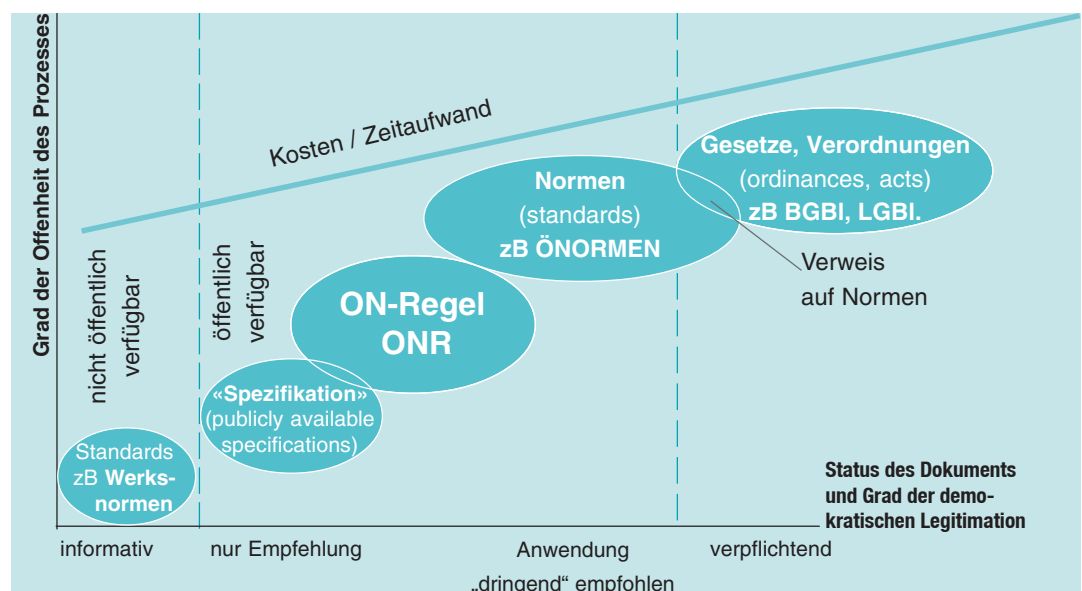 Grad der Offenheit des Prozesses
Kosten / Zeitaufwand
nicht öffentlich
verfügbar
öffentlich
verfügbar
Gesetze, Verordnungen
(ordinances, acts)
zB BGBl, LGBl.
Normen
(standards)
zB ÖNORMEN
Verweis
auf Normen
ON-Regel
ONR
«Spezifikation»
(publicly available
specifications)
Standards
zB Werks-
normen
Status des Dokuments
und Grad der demo-
kratischen Legitimation
informativ
nur Empfehlung
Anwendung
„dringend“ empfohlen
verpflichtend